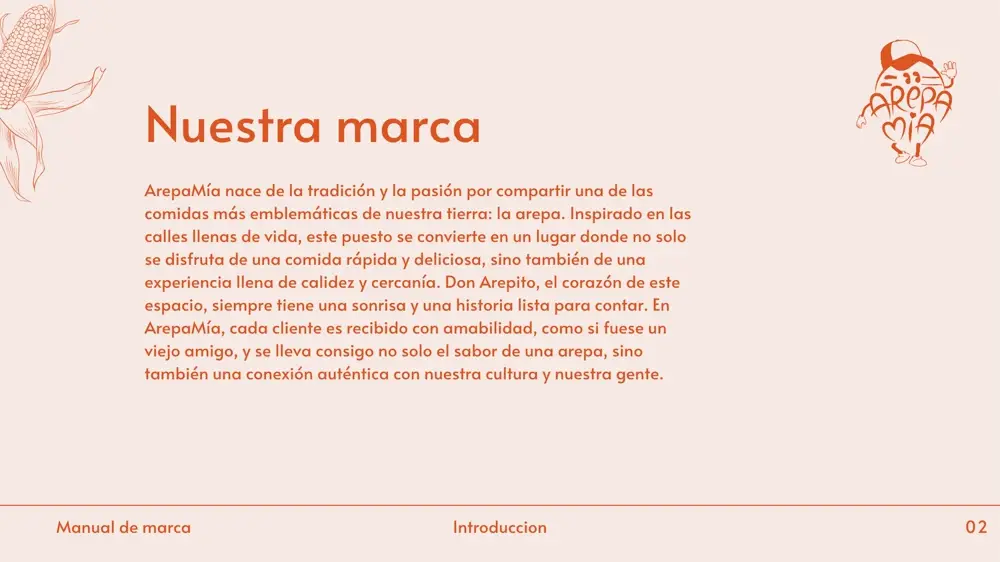 AREPA
MÍA
Nuestra marca
ArepaMía nace de la tradición y la pasión por compartir una de las
comidas más emblemáticas de nuestra tierra: la arepa. Inspirado en las
calles llenas de vida, este puesto se convierte en un lugar donde no solo
se disfruta de una comida rápida y deliciosa, sino también de una
experiencia llena de calidez y cercanía. Don Arepito, el corazón de este
espacio, siempre tiene una sonrisa y una historia lista para contar. En
ArepaMía, cada cliente es recibido con amabilidad, como si fuese un
viejo amigo, y se lleva consigo no solo el sabor de una arepa, sino
también una conexión auténtica con nuestra cultura y nuestra gente.
Manual de marca
Introduccion
02